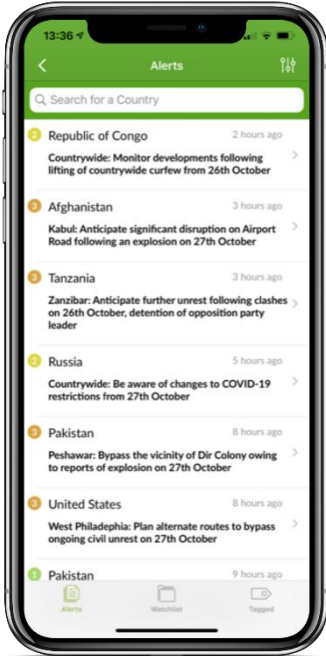 13:36
Alerts
Search for a Country
2 Republic of Congo 2 hours ago
Countrywide: Monitor developments following
lifting of countrywide curfew from 26th October
3 Afghanistan 3 hours ago
Kabul: Anticipate significant disruption on Airport
Road following an explosion on 27th October
3 Tanzania 3 hours ago
Zanzibar: Anticipate further unrest following clashes
on 26th October, detention of opposition party
leader
2 Russia 5 hours ago
Countrywide: Be aware of changes to COVID-19
restrictions from 27th October
3 Pakistan 8 hours ago
Peshawar: Bypass the vicinity of Dir Colony owing
to reports of explosion on 27th October
3 United States 8 hours ago
West Philadephia: Plan alternate routes to bypass
ongoing civil unrest on 27th October
1 Pakistan 9 hours ago
Alerts Watchlist Tagged